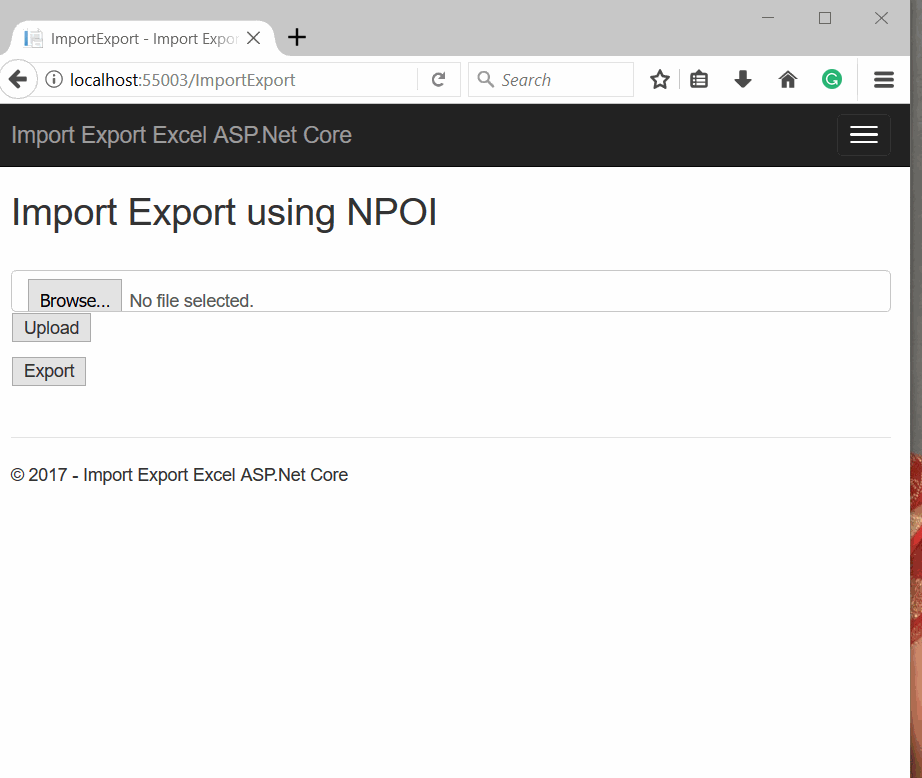 ImportExport - Import Expor
localhost:55003/ImportExport
Search
Import Export Excel ASP.Net Core
Import Export using NPOI
Browse... No file selected.
Upload
Export
© 2017 - Import Export Excel ASP.Net Core